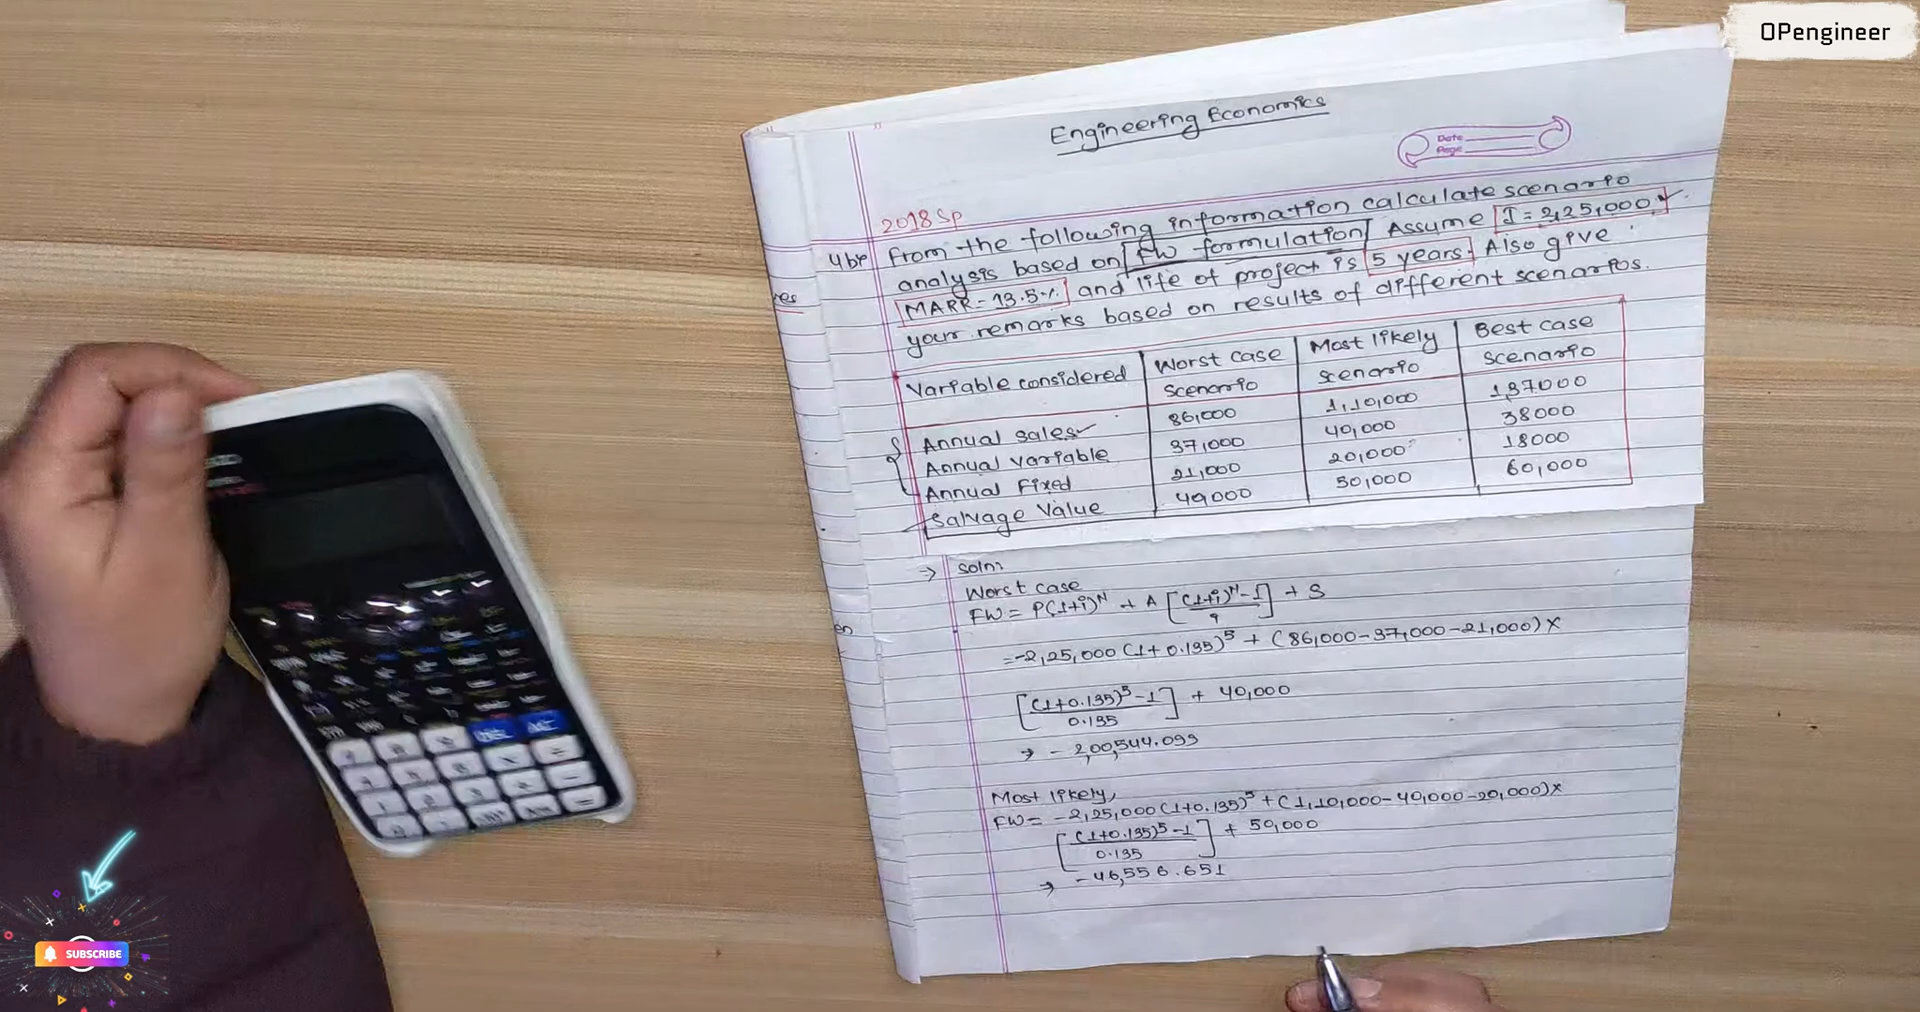 OPengineer
Engineering Economics
Date
Page
2018 Sp
4b) From the following information calculate scenario
analysis based on FW formulation Assume I = 2,25,000
MARR = 13.5% and life of project is 5 years. Also give
your remarks based on results of different scenarios.
Variable considered Worst case scenario Most likely scenario Best case scenario
Annual sales 86,000 1,10,000 1,37000
Annual variable 37,000 40,000 38000
Annual Fixed 21,000 20,000 18000
Salvage value 40,000 50,000 60,000
⇒ Soln:
Worst case
FW = P(1+i)^N + A [(1+i)^N - 1 / i] + S
= -2,25,000 (1+0.135)^5 + (86,000-37,000-21,000) ×
[(1+0.135)^5 - 1 / 0.135] + 40,000
⇒ - 2,00,544.099
Most likely,
FW = -2,25,000 (1+0.135)^5 + (1,10,000-40,000-20,000) ×
[(1+0.135)^5 - 1 / 0.135] + 50,000
⇒ -46,556.651
SUBSCRIBE